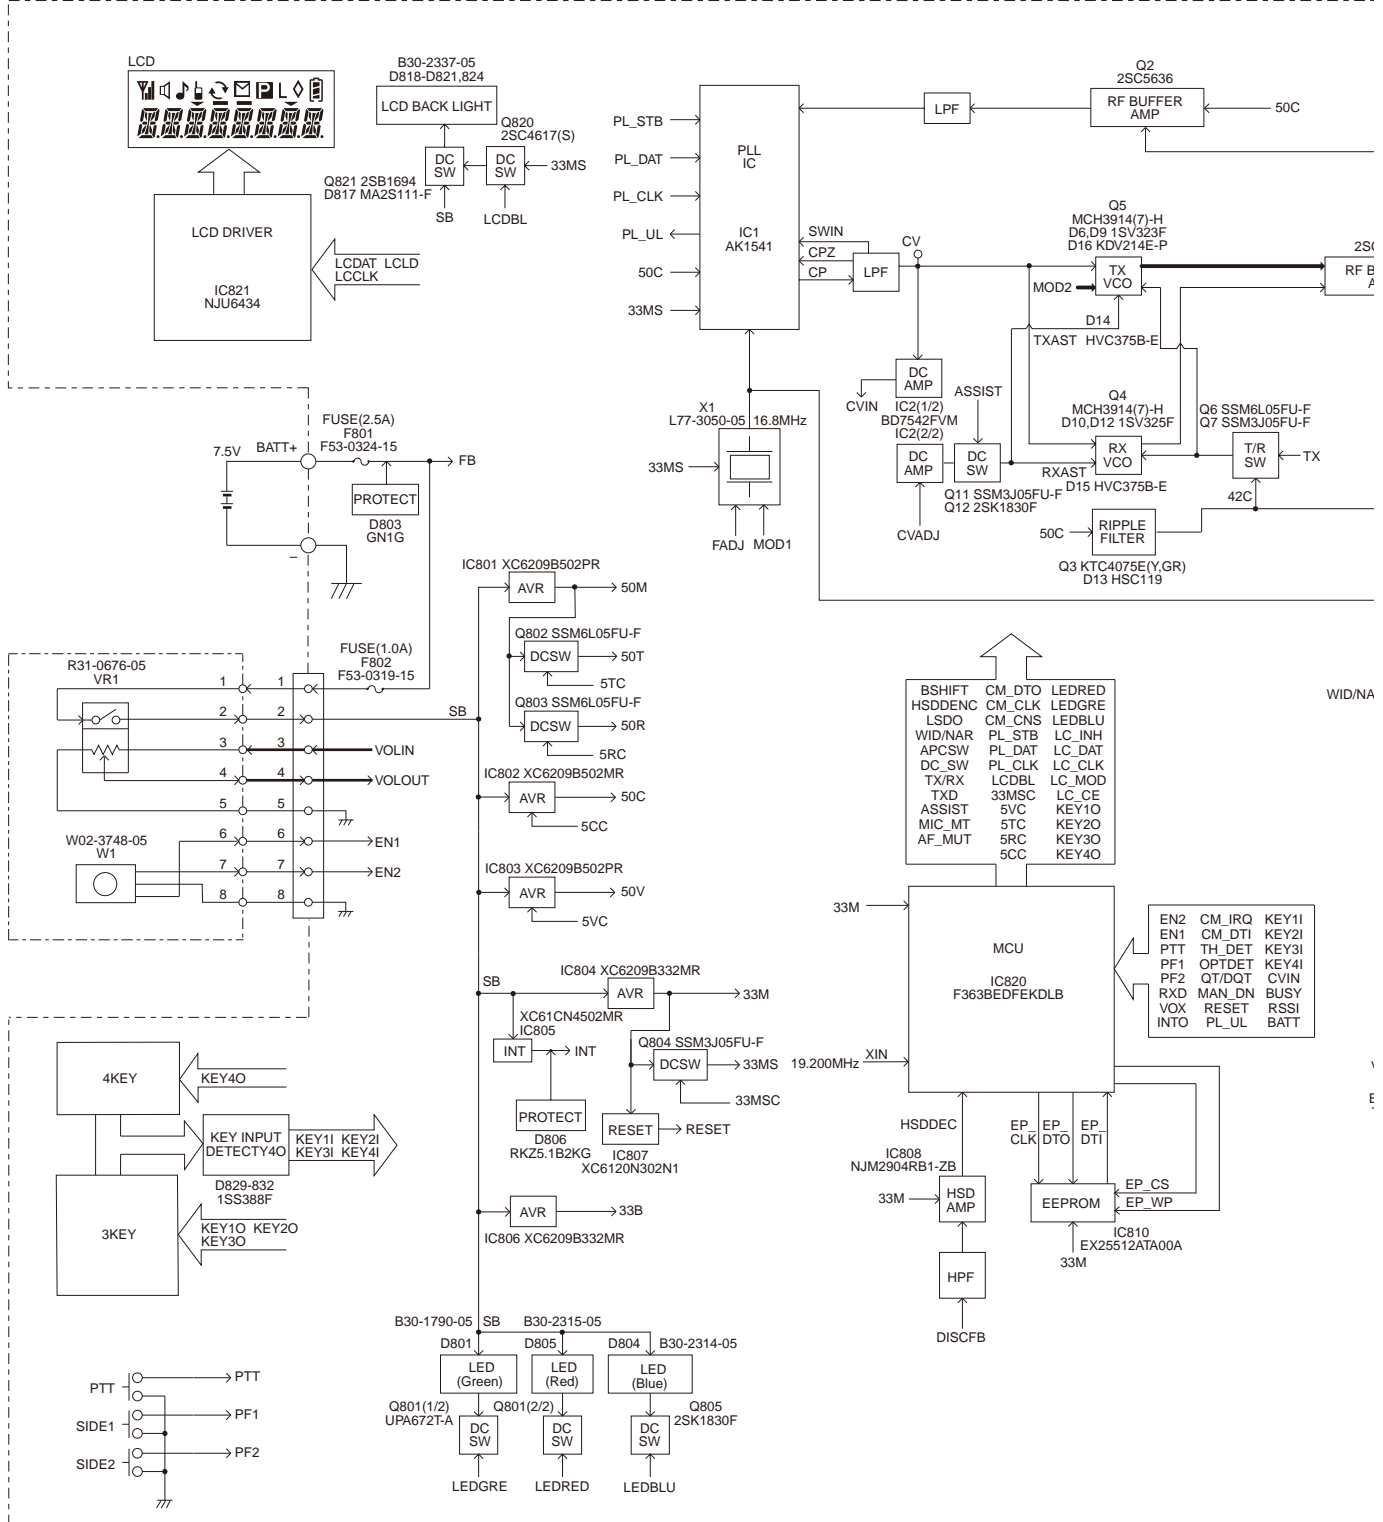 LCD
B30-2337-05
D818-D821,824
LCD BACK LIGHT
Q820
2SC4617(S)
DC
SW
DC
SW
33MS
Q821 2SB1694
D817 MA2S111-F
SB
LCDBL
LCD DRIVER
IC821
NJU6434
LCDAT LCLD
LCCLK
PL_STB
PL_DAT
PL_CLK
PL_UL
50C
33MS
PLL
IC
IC1
AK1541
SWIN
CPZ
CP
LPF
CV
LPF
Q2
2SC5636
RF BUFFER
AMP
50C
Q5
MCH3914(7)-H
D6,D9 1SV323F
D16 KDV214E-P
TX
VCO
MOD2
D14
TXAST HVC375B-E
2SC
RF B
A
DC
AMP
CVIN
IC2(1/2)
BD7542FVM
IC2(2/2)
ASSIST
DC
AMP
DC
SW
Q11 SSM3J05FU-F
Q12 2SK1830F
CVADJ
Q4
MCH3914(7)-H
D10,D12 1SV325F
RX
VCO
RXAST
D15 HVC375B-E
Q6 SSM6L05FU-F
Q7 SSM3J05FU-F
T/R
SW
TX
42C
50C
RIPPLE
FILTER
Q3 KTC4075E(Y,GR)
D13 HSC119
X1
L77-3050-05 16.8MHz
33MS
FADJ MOD1
7.5V
BATT+
FUSE(2.5A)
F801
F53-0324-15
FB
PROTECT
D803
GN1G
–
R31-0676-05
VR1
FUSE(1.0A)
F802
F53-0319-15
1 1
2 2
3 3
4 4
5 5
6 6
7 7
8 8
SB
VOLIN
VOLOUT
EN1
EN2
W02-3748-05
W1
IC801 XC6209B502PR
AVR
50M
Q802 SSM6L05FU-F
DCSW
50T
5TC
Q803 SSM6L05FU-F
DCSW
50R
5RC
IC802 XC6209B502MR
AVR
50C
5CC
IC803 XC6209B502PR
AVR
50V
5VC
SB
IC804 XC6209B332MR
AVR
33M
XC61CN4502MR
IC805
INT
INT
Q804 SSM3J05FU-F
DCSW
33MS
33MSC
PROTECT
D806
RKZ5.1B2KG
RESET
RESET
IC807
XC6120N302N1
AVR
33B
IC806 XC6209B332MR
4KEY
KEY4O
KEY INPUT
DETECTY4O
KEY1I KEY2I
KEY3I KEY4I
D829-832
1SS388F
3KEY
KEY1O KEY2O
KEY3O
B30-1790-05 SB
B30-2315-05
D801
D805
D804
B30-2314-05
LED
(Green)
LED
(Red)
LED
(Blue)
Q801(1/2)
UPA672T-A
Q801(2/2)
Q805
2SK1830F
DC
SW
DC
SW
DC
SW
LEDGRE
LEDRED
LEDBLU
PTT
PTT
SIDE1
PF1
SIDE2
PF2
BSHIFT CM_DTO LEDRED
HSDDENC CM_CLK LEDGRE
LSDO CM_CNS LEDBLU
WID/NAR PL_STB LC_INH
APCSW PL_DAT LC_DAT
DC_SW PL_CLK LC_CLK
TX/RX LCDBL LC_MOD
TXD 33MSC LC_CE
ASSIST 5VC KEY1O
MIC_MT 5TC KEY2O
AF_MUT 5RC KEY3O
5CC KEY4O
WID/NA
33M
MCU
IC820
F363BEDFEKDLB
EN2 CM_IRQ KEY1I
EN1 CM_DTI KEY2I
PTT TH_DET KEY3I
PF1 OPTDET KEY4I
PF2 QT/DQT CVIN
RXD MAN_DN BUSY
VOX RESET RSSI
INTO PL_UL BATT
19.200MHz
XIN
HSDDEC
EP_
CLK
EP_
DTO
EP_
DTI
IC808
NJM2904RB1-ZB
33M
HSD
AMP
EEPROM
EP_CS
EP_WP
IC810
EX25512ATA00A
33M
HPF
DISCFB